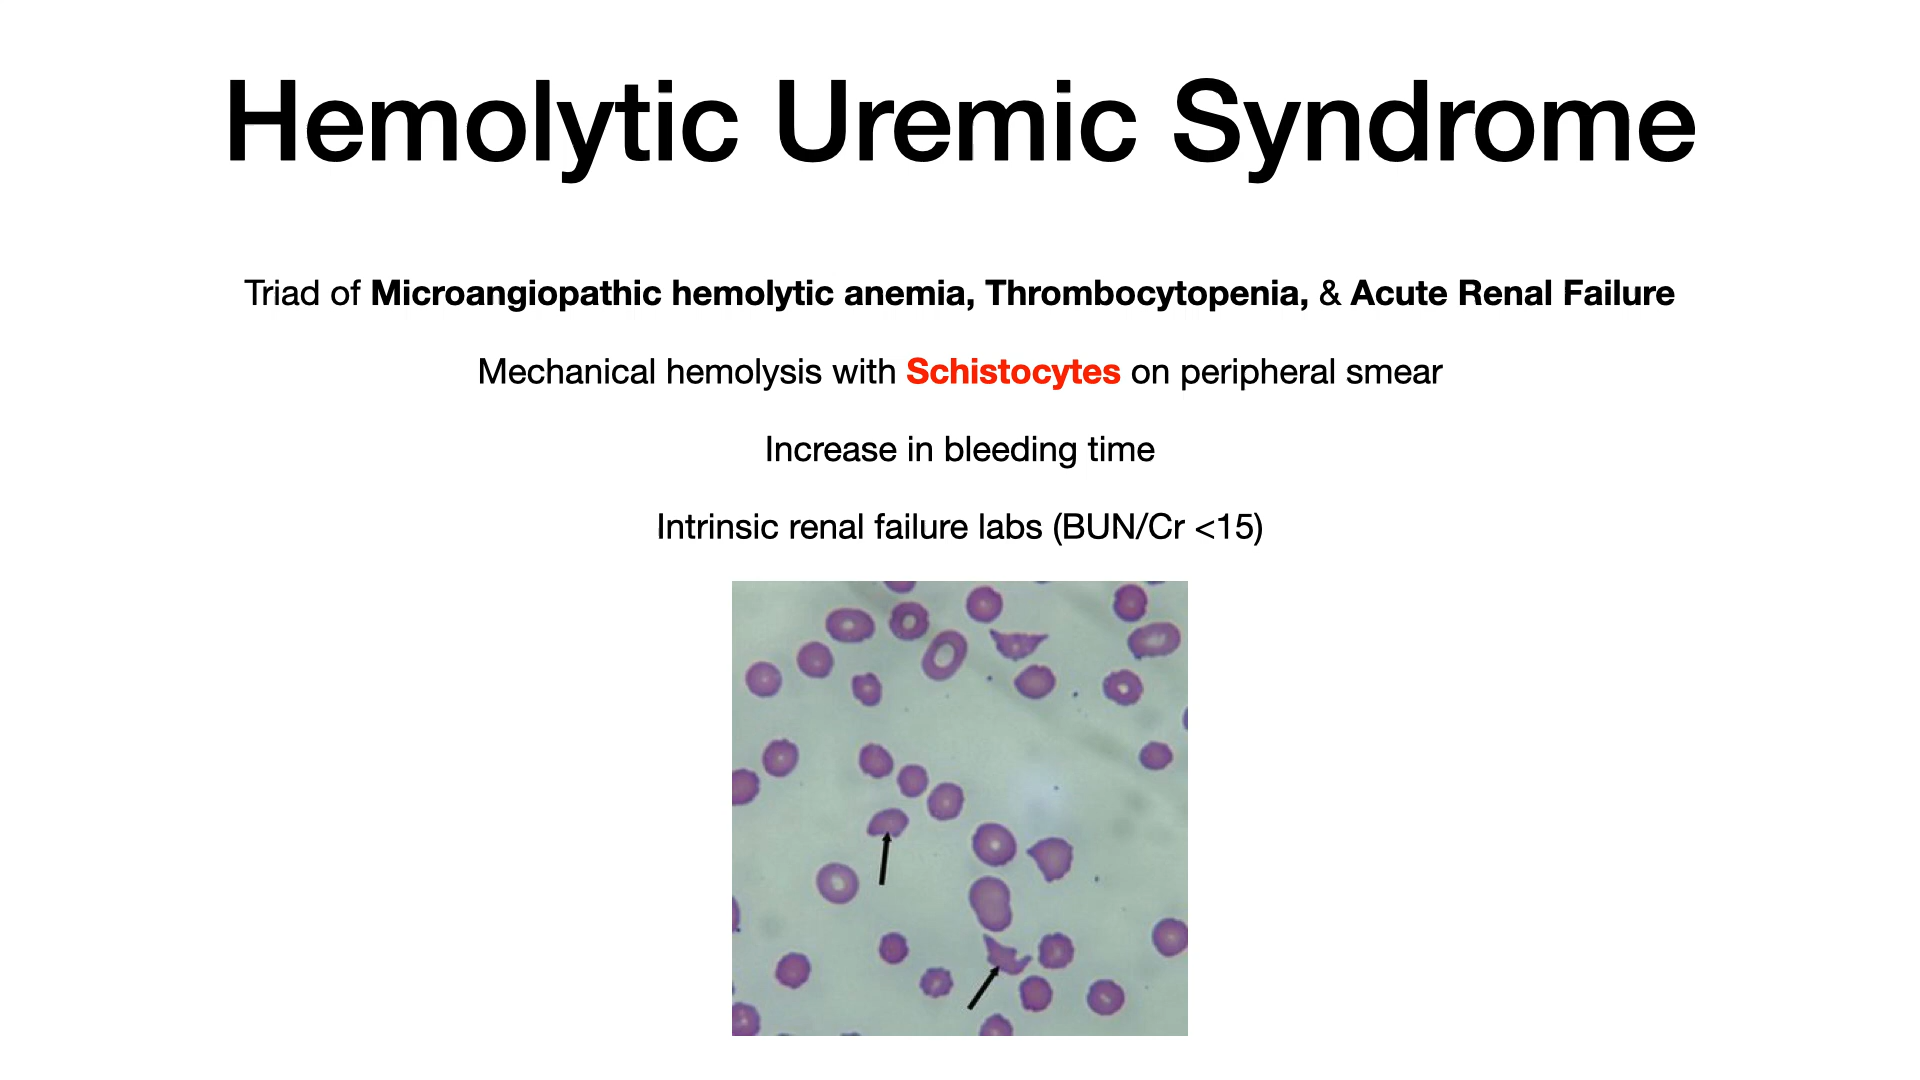 Hemolytic Uremic Syndrome
Triad of Microangiopathic hemolytic anemia, Thrombocytopenia, & Acute Renal Failure
Mechanical hemolysis with Schistocytes on peripheral smear
Increase in bleeding time
Intrinsic renal failure labs (BUN/Cr <15)